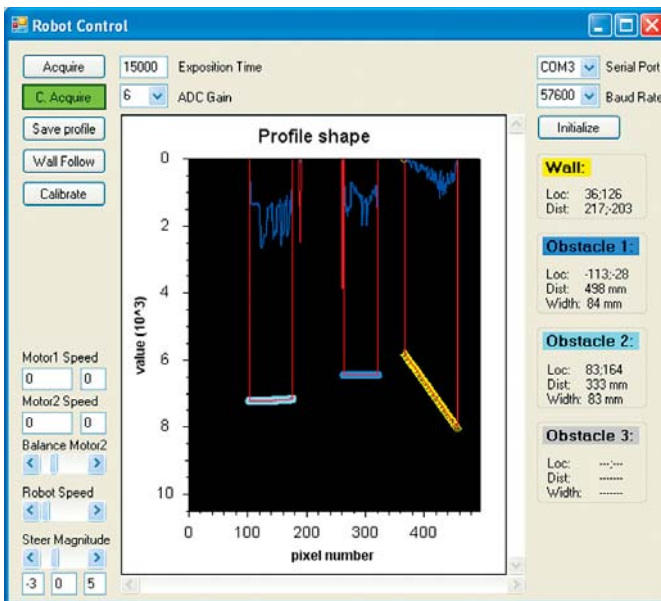 Robot Control
Acquire
15000 Exposition Time
C. Acquire
6 ADC Gain
Save profile
Wall Follow
Calibrate
COM3 Serial Port
57600 Baud Rate
Initialize
Profile shape
value (10^3)
0
2
4
6
8
10
0 100 200 300 400
pixel number
Wall:
Loc: 36;126
Dist: 217;-203
Obstacle 1:
Loc: -113;-28
Dist: 498 mm
Width: 84 mm
Obstacle 2:
Loc: 83;164
Dist: 333 mm
Width: 83 mm
Obstacle 3:
Loc: ---;---
Dist: -------
Width: -------
Motor1 Speed
0 0
Motor2 Speed
0 0
Balance Motor2
Robot Speed
Steer Magnitude
-3 0 5